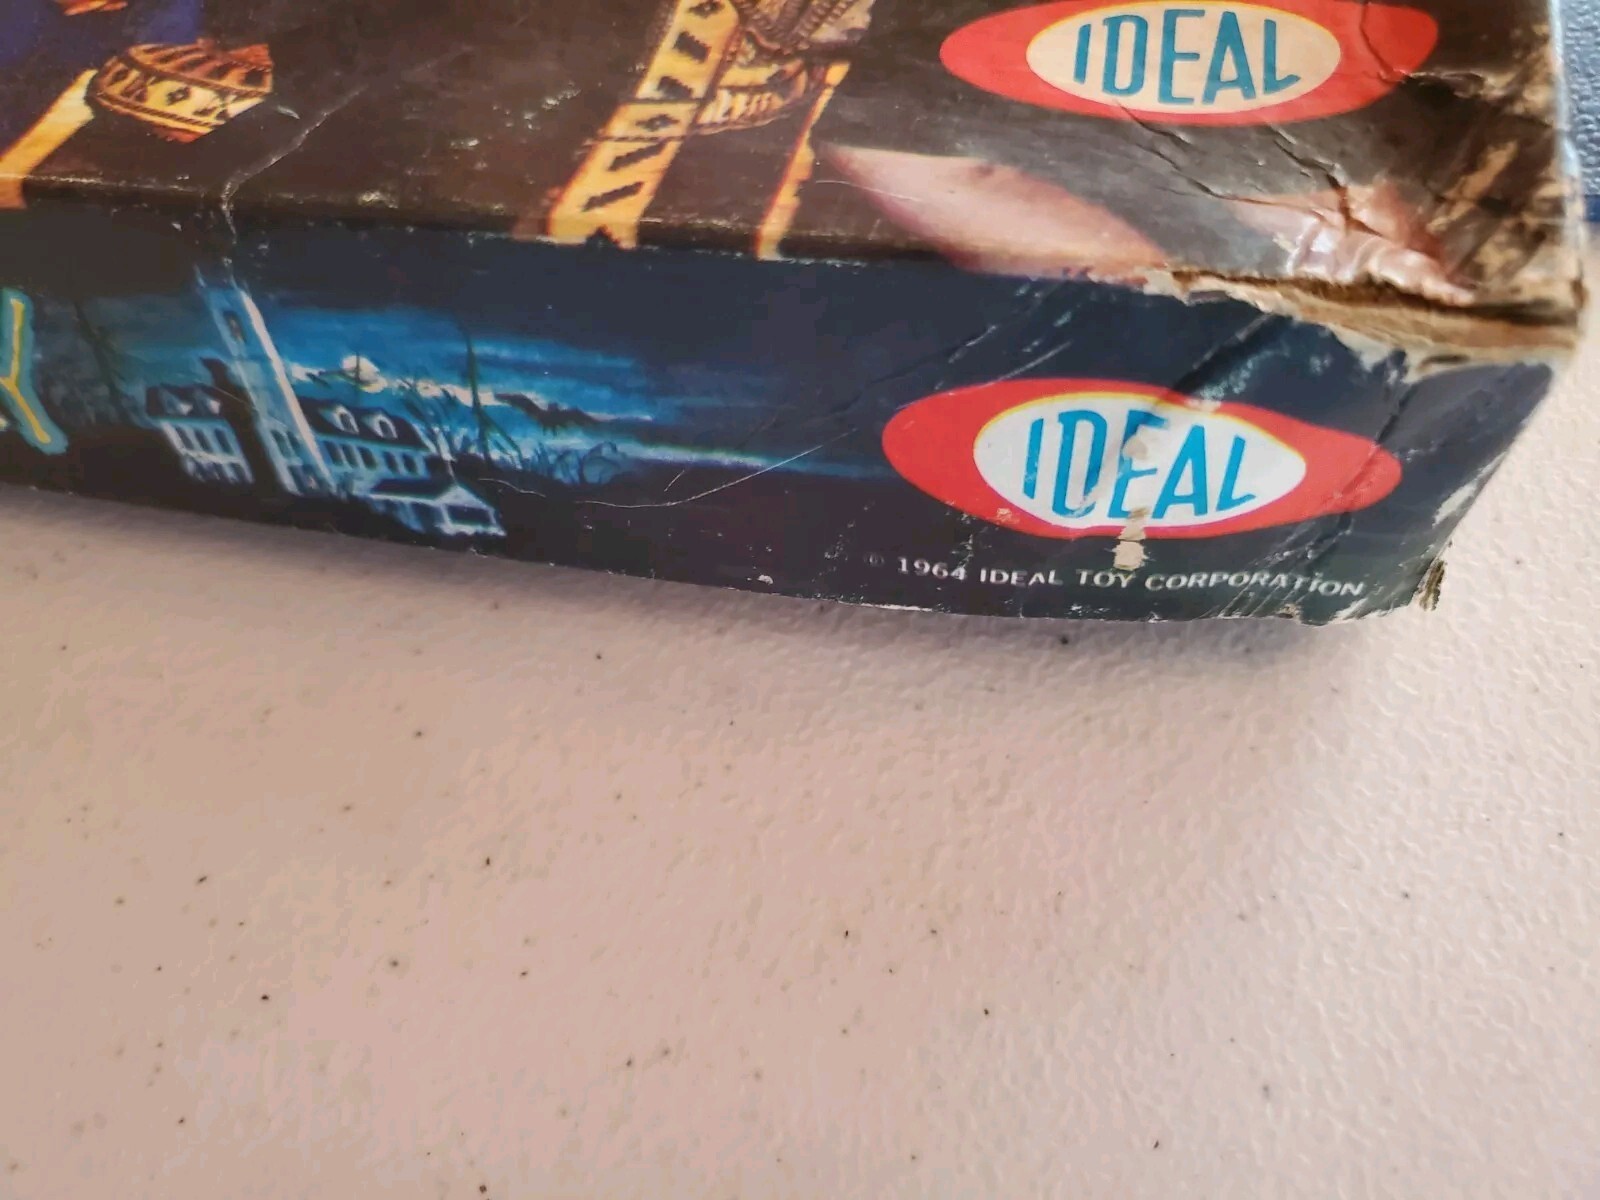 IDEAL
Y
IDEAL
© 1964 IDEAL TOY CORPORATION